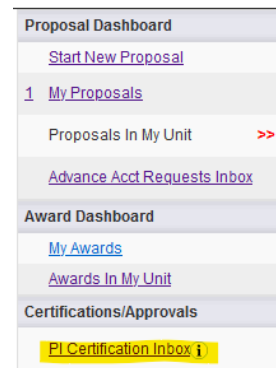 Proposal Dashboard
Start New Proposal
1 My Proposals
Proposals In My Unit >>
Advance Acct Requests Inbox
Award Dashboard
My Awards
Awards In My Unit
Certifications/Approvals
PI Certification Inbox i